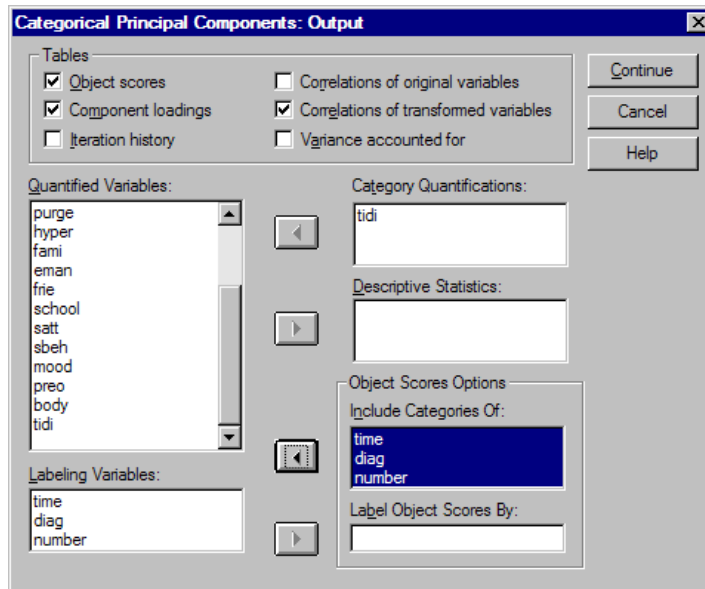 Categorical Principal Components: Output
Tables
Object scores
Correlations of original variables
Component loadings
Correlations of transformed variables
Iteration history
Variance accounted for
Continue
Cancel
Help
Quantified Variables:
purge
hyper
fami
eman
frie
school
satt
sbeh
mood
preo
body
tidi
Category Quantifications:
tidi
Descriptive Statistics:
Object Scores Options
Include Categories Of:
time
diag
number
Label Object Scores By:
Labeling Variables:
time
diag
number